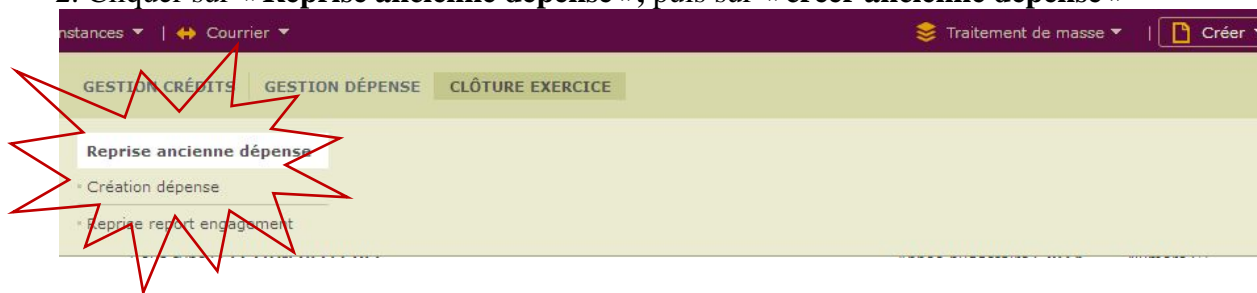 2. Cliquer sur « Reprise ancienne dépense », puis sur « créer ancienne dépense «
nstances | Courrier Traitement de masse | Créer
GESTION CRÉDITS GESTION DÉPENSE CLÔTURE EXERCICE
Reprise ancienne dépense
Création dépense
Reprise report engagement